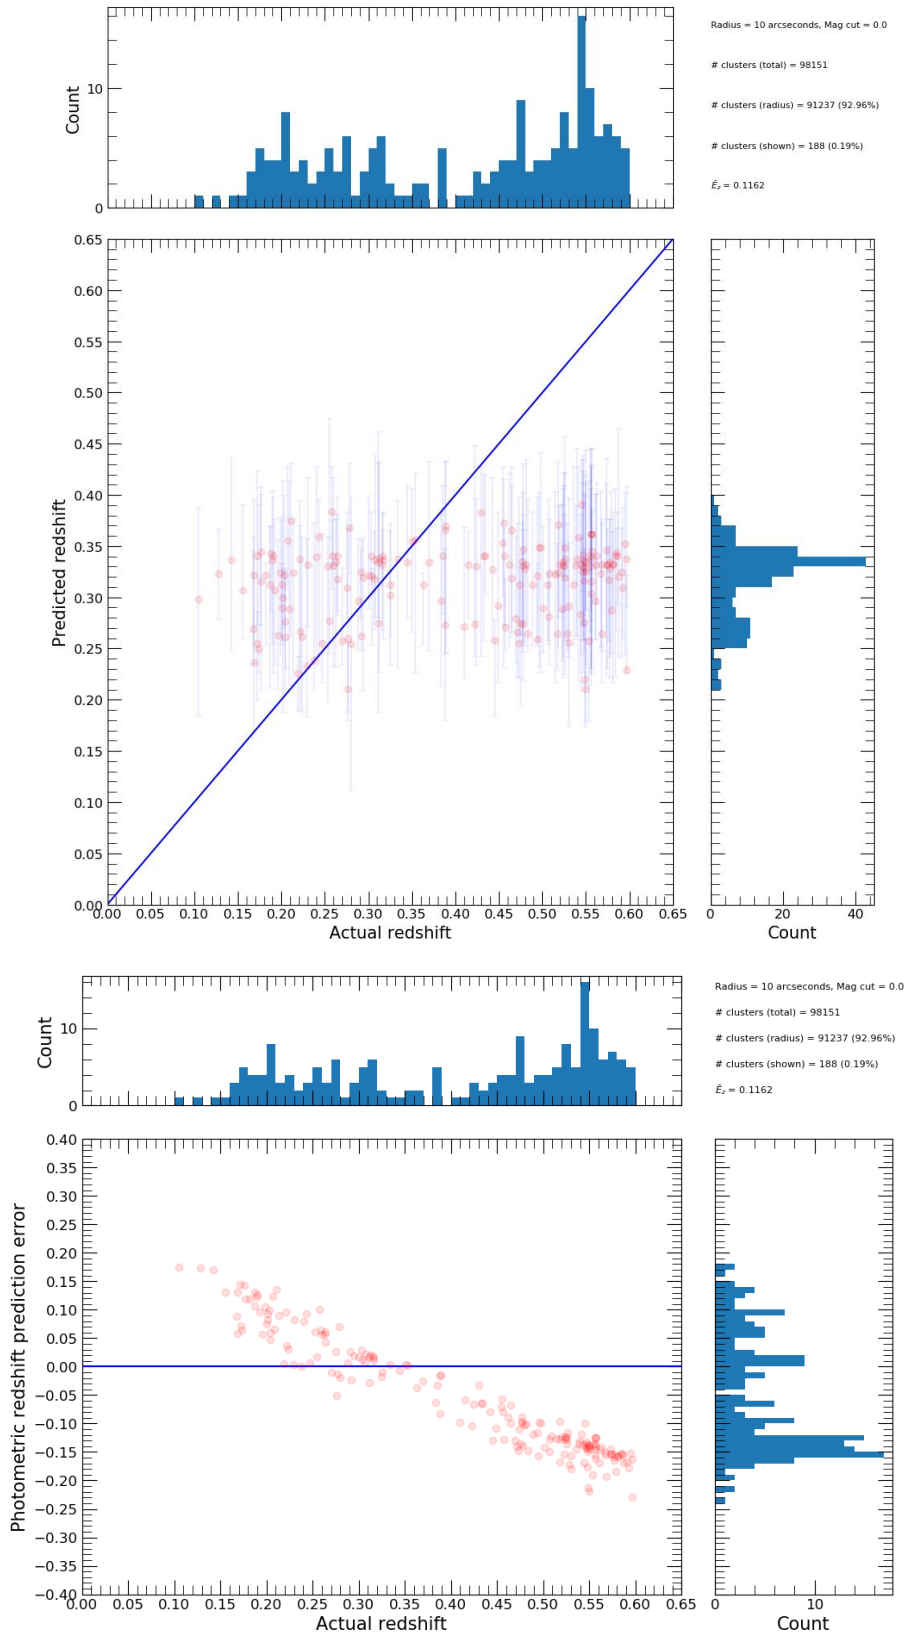 10
0
Count
Radius = 10 arcseconds, Mag cut = 0.0
# clusters (total) = 98151
# clusters (radius) = 91237 (92.96%)
# clusters (shown) = 188 (0.19%)
Ēz = 0.1162
0.65
0.60
0.55
0.50
0.45
0.40
0.35
0.30
0.25
0.20
0.15
0.10
0.05
0.00
Predicted redshift
0.00 0.05 0.10 0.15 0.20 0.25 0.30 0.35 0.40 0.45 0.50 0.55 0.60 0.65
Actual redshift
0 20 40
Count
10
0
Count
Radius = 10 arcseconds, Mag cut = 0.0
# clusters (total) = 98151
# clusters (radius) = 91237 (92.96%)
# clusters (shown) = 188 (0.19%)
Ēz = 0.1162
0.40
0.35
0.30
0.25
0.20
0.15
0.10
0.05
0.00
−0.05
−0.10
−0.15
−0.20
−0.25
−0.30
−0.35
−0.40
Photometric redshift prediction error
0.00 0.05 0.10 0.15 0.20 0.25 0.30 0.35 0.40 0.45 0.50 0.55 0.60 0.65
Actual redshift
0 10
Count